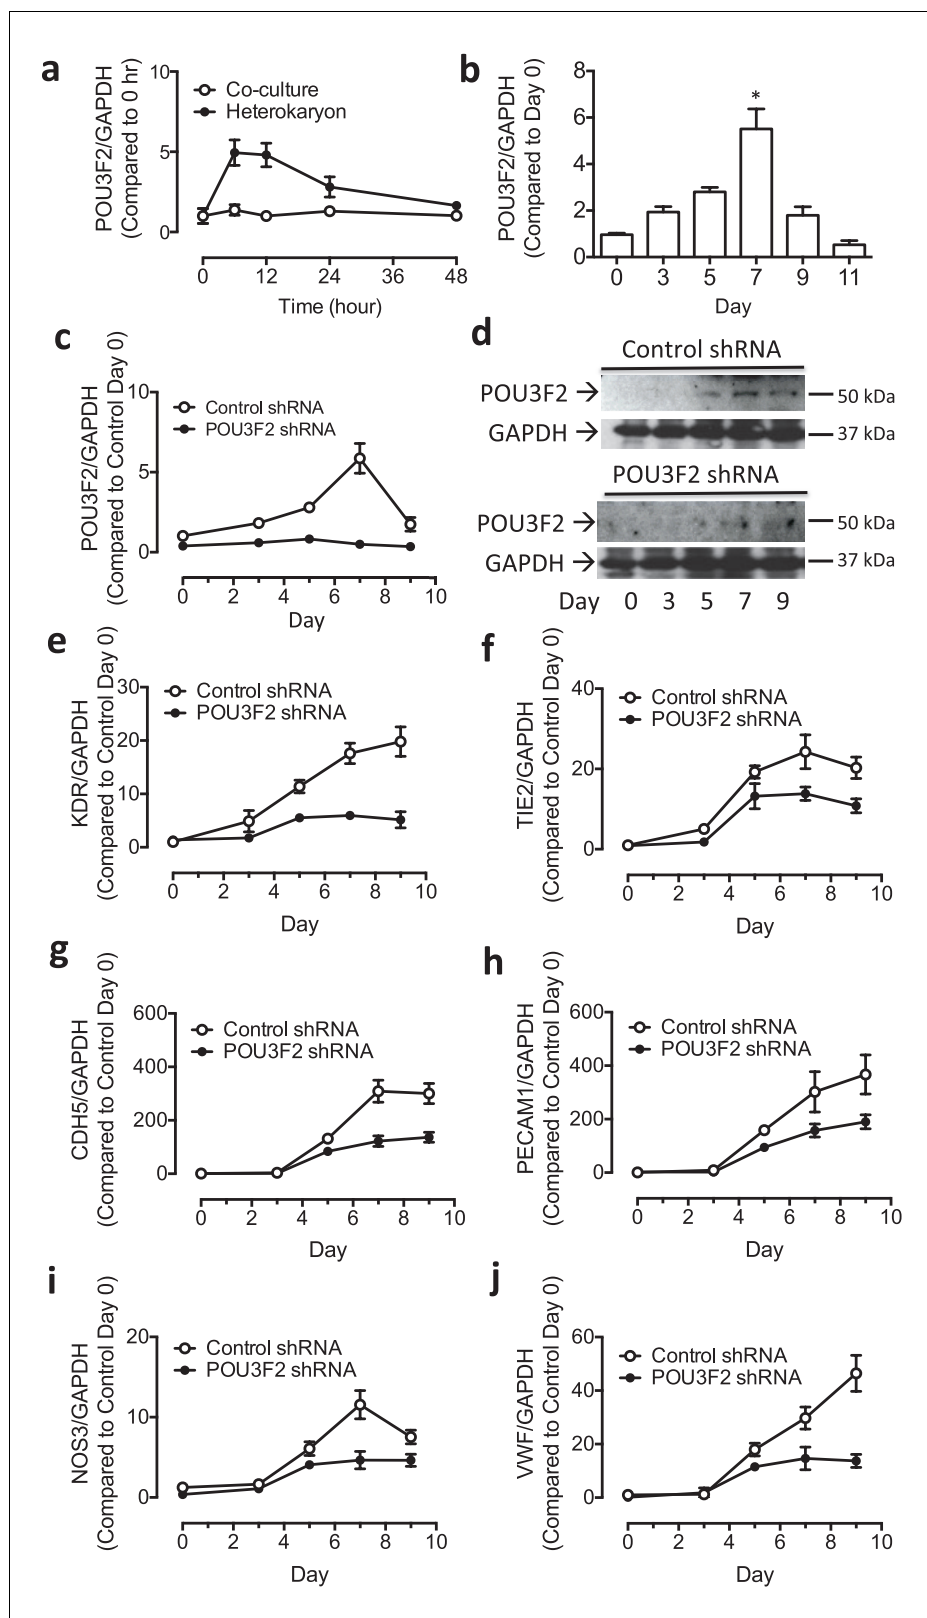 a
POU3F2/GAPDH
(Compared to 0 hr)
10
5
0
Co-culture
Heterokaryon
0 12 24 36 48
Time (hour)
b
POU3F2/GAPDH
(Compared to Day 0)
8
6
4
2
0
*
0 3 5 7 9 11
Day
c
POU3F2/GAPDH
(Compared to Control Day 0)
10
5
0
Control shRNA
POU3F2 shRNA
0 2 4 6 8 10
Day
d
Control shRNA
POU3F2 → 50 kDa
GAPDH → 37 kDa
POU3F2 shRNA
POU3F2 → 50 kDa
GAPDH → 37 kDa
Day 0 3 5 7 9
e
KDR/GAPDH
(Compared to Control Day 0)
30
20
10
0
Control shRNA
POU3F2 shRNA
0 2 4 6 8 10
Day
f
TIE2/GAPDH
(Compared to Control Day 0)
40
20
0
Control shRNA
POU3F2 shRNA
0 2 4 6 8 10
Day
g
CDH5/GAPDH
(Compared to Control Day 0)
600
400
200
0
Control shRNA
POU3F2 shRNA
0 2 4 6 8 10
Day
h
PECAM1/GAPDH
(Compared to Control Day 0)
600
400
200
0
Control shRNA
POU3F2 shRNA
0 2 4 6 8 10
Day
i
NOS3/GAPDH
(Compared to Control Day 0)
20
10
0
Control shRNA
POU3F2 shRNA
0 2 4 6 8 10
Day
j
VWF/GAPDH
(Compared to Control Day 0)
60
40
20
0
Control shRNA
POU3F2 shRNA
0 2 4 6 8 10
Day